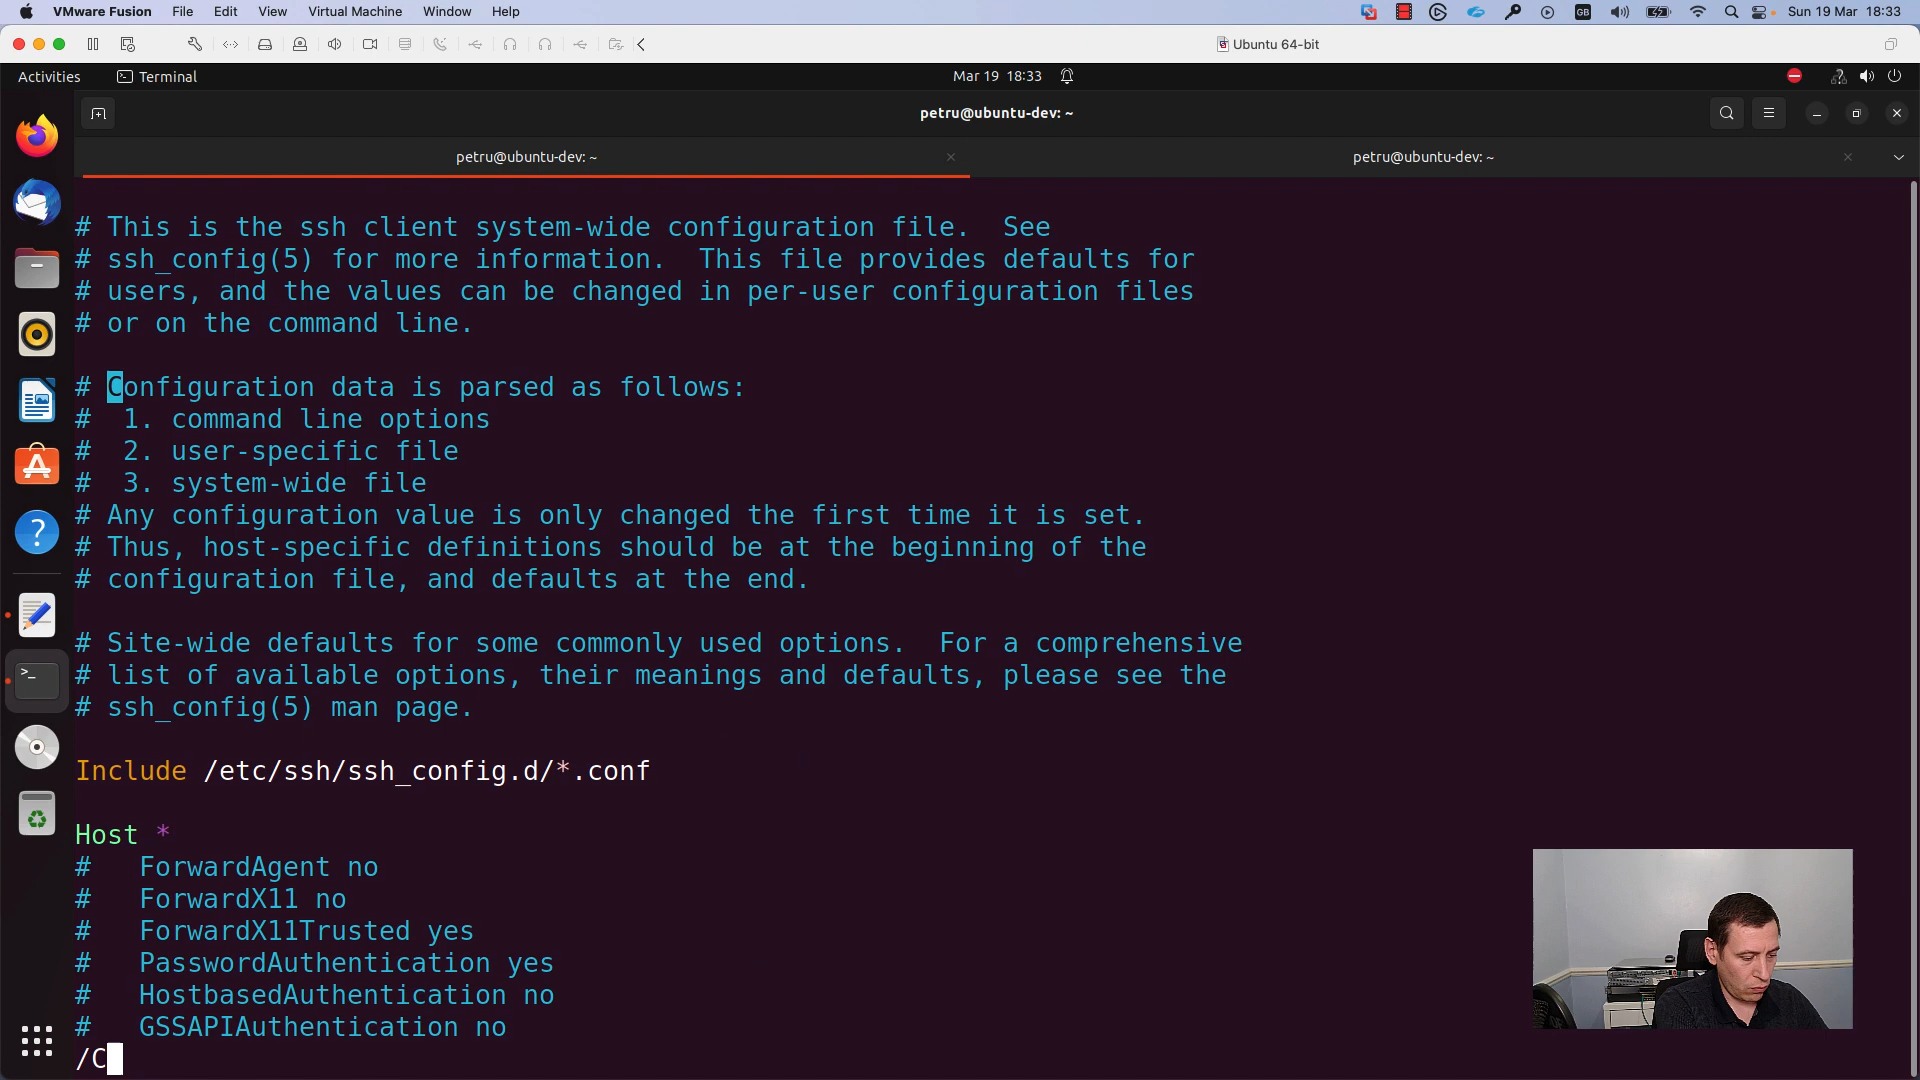 VMware Fusion File Edit View Virtual Machine Window Help GB Sun 19 Mar 18:33
Ubuntu 64-bit
Activities Terminal Mar 19 18:33
petru@ubuntu-dev: ~
petru@ubuntu-dev: ~ petru@ubuntu-dev: ~
# This is the ssh client system-wide configuration file.  See
# ssh_config(5) for more information.  This file provides defaults for
# users, and the values can be changed in per-user configuration files
# or on the command line.
# Configuration data is parsed as follows:
#  1. command line options
#  2. user-specific file
#  3. system-wide file
# Any configuration value is only changed the first time it is set.
# Thus, host-specific definitions should be at the beginning of the
# configuration file, and defaults at the end.
# Site-wide defaults for some commonly used options.  For a comprehensive
# list of available options, their meanings and defaults, please see the
# ssh_config(5) man page.
Include /etc/ssh/ssh_config.d/*.conf
Host *
#   ForwardAgent no
#   ForwardX11 no
#   ForwardX11Trusted yes
#   PasswordAuthentication yes
#   HostbasedAuthentication no
#   GSSAPIAuthentication no
/C